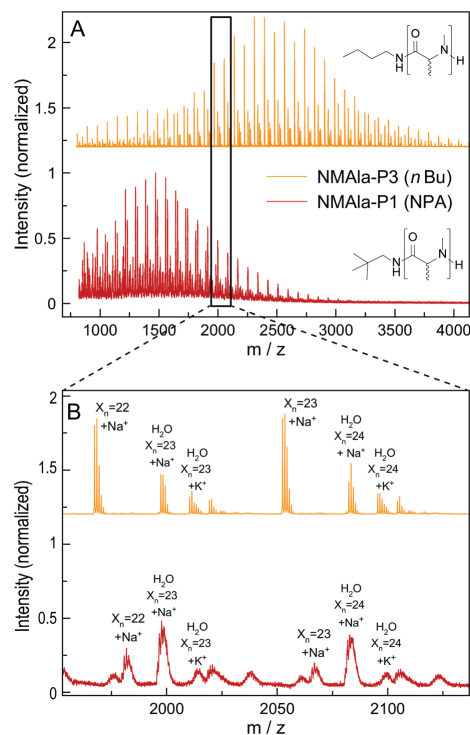 A
O
N
N
H
H
2
1.5
1
0.5
0
Intensity (normalized)
NMAla-P3 (n Bu)
NMAla-P1 (NPA)
O
N
N
H
H
1000 1500 2000 2500 3000 3500 4000
m / z
B
2
1.5
1
0.5
0
Intensity (normalized)
Xn=22
+Na+
H2O
Xn=23
+Na+
H2O
Xn=23
+K+
Xn=23
+Na+
H2O
Xn=24
+ Na+
H2O
Xn=24
+K+
Xn=22
+Na+
H2O
Xn=23
+Na+
H2O
Xn=23
+K+
Xn=23
+Na+
H2O
Xn=24
+Na+
H2O
Xn=24
+K+
2000 2050 2100
m / z